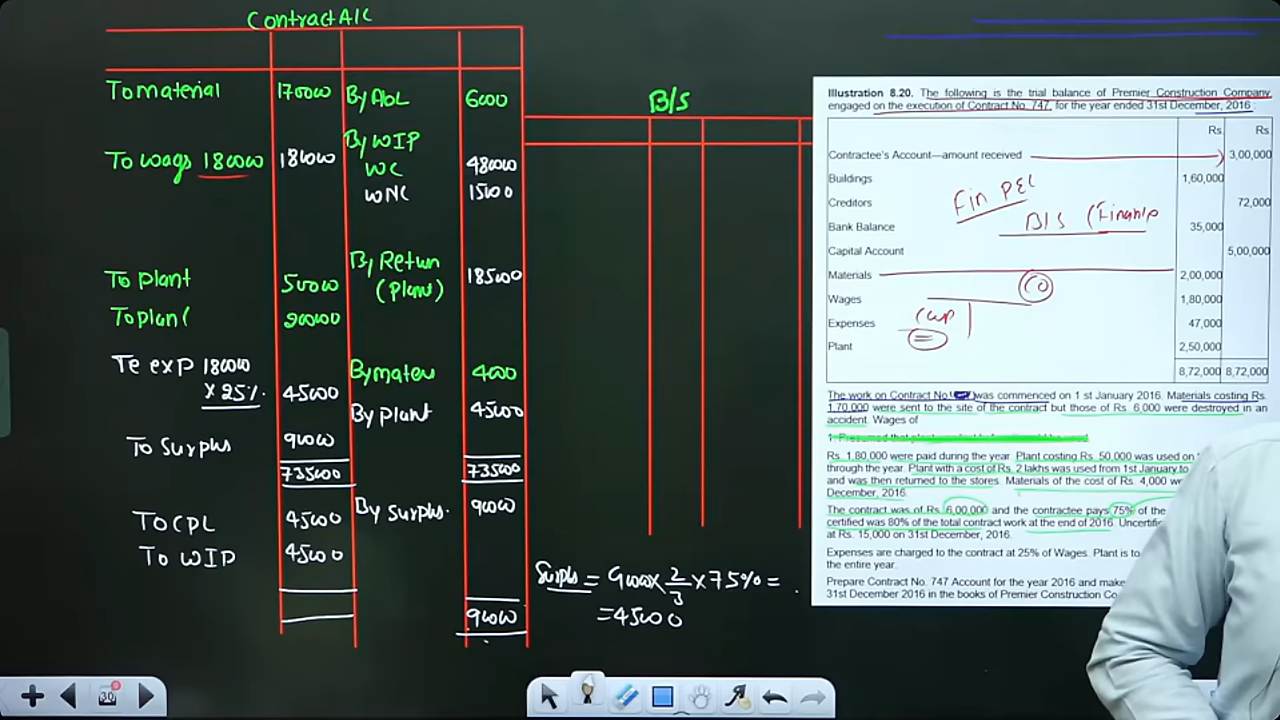 Contract A/C
To material 170000 By AOL 6000
By WIP
To wags 180000 180000 WC 480000
WNC 15000
By Return
To plant 50000 (Plant) 185000
To plan( 200000
Te exp 180000 By mater 4000
x 25% 45000 By plant 45000
To Surplus 90000
735000 735000
To CPL 45000 By Surplus. 90000
To WIP 45000
90000
B/S
Surplus = 90000 x 2/3 x 75% =
= 45000
Illustration 8.20. The following is the trial balance of Premier Construction Company,
engaged on the execution of Contract No. 747, for the year ended 31st December, 2016
Rs. Rs.
Contractee's Account—amount received 3,00,000
Buildings 1,60,000
Creditors 72,000
Bank Balance 35,000
Capital Account 5,00,000
Materials 2,00,000
Wages 1,80,000
Expenses 47,000
Plant 2,50,000
8,72,000 8,72,000
Fin
B/S
The work on Contract No. was commenced on 1 st January 2016. Materials costing Rs.
1,70,000 were sent to the site of the contract but those of Rs. 6,000 were destroyed in an
accident. Wages of
Rs. 1,80,000 were paid during the year. Plant costing Rs. 50,000 was used on
through the year. Plant with a cost of Rs. 2 lakhs was used from 1st January to
and was then returned to the stores. Materials of the cost of Rs. 4,000
December, 2016.
The contract was of Rs. 6,00,000 and the contractee pays 75% of the
certified was 80% of the total contract work at the end of 2016.
at Rs. 15,000 on 31st December, 2016.
Expenses are charged to the contract at 25% of Wages. Plant is to
the entire year.
Prepare Contract No. 747 Account for the year 2016 and make
31st December 2016 in the books of Premier Construction
30